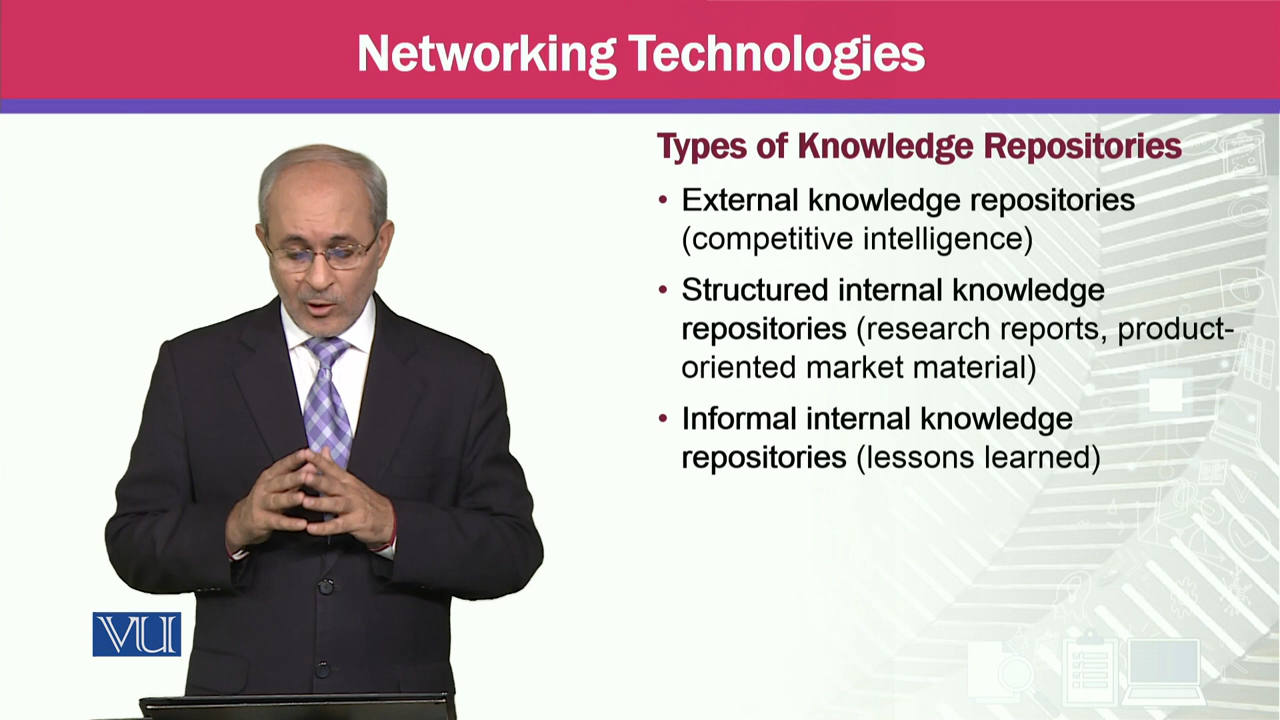 Networking Technologies
Types of Knowledge Repositories
• External knowledge repositories
(competitive intelligence)
• Structured internal knowledge
repositories (research reports, product-
oriented market material)
• Informal internal knowledge
repositories (lessons learned)
VU